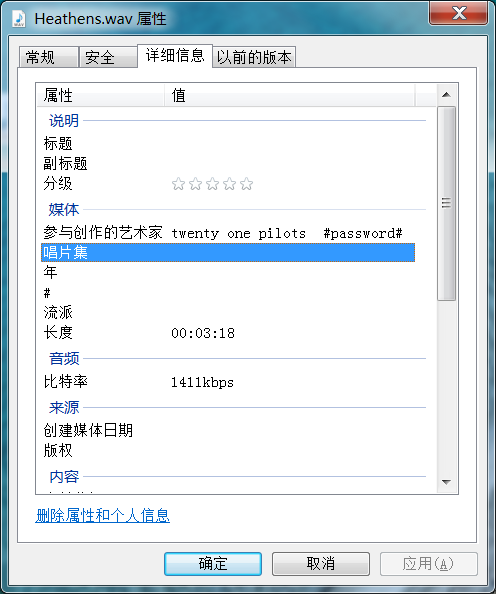 Heathens.wav 属性
常规 安全 详细信息 以前的版本
属性 值
说明
标题
副标题
分级
媒体
参与创作的艺术家 twenty one pilots #password#
唱片集
年
#
流派
长度 00:03:18
音频
比特率 1411kbps
来源
创建媒体日期
版权
内容
删除属性和个人信息
确定 取消 应用(A)